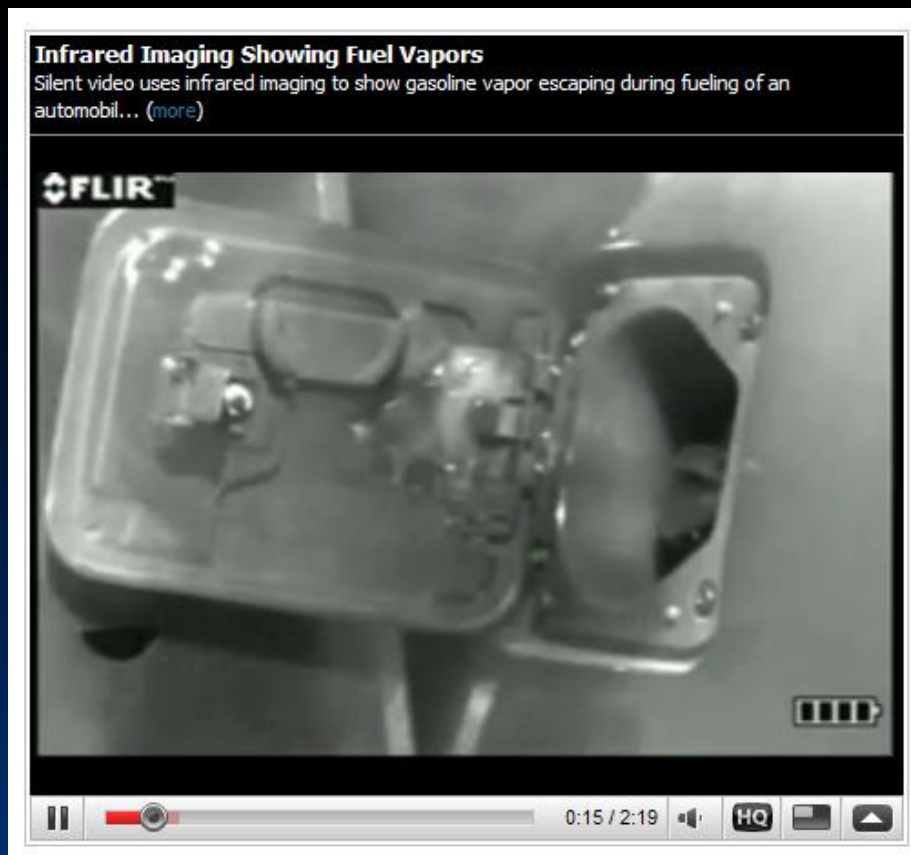 Infrared Imaging Showing Fuel Vapors
Silent video uses infrared imaging to show gasoline vapor escaping during fueling of an
automobil... (more)
FLIR™
0:15 / 2:19
HQ